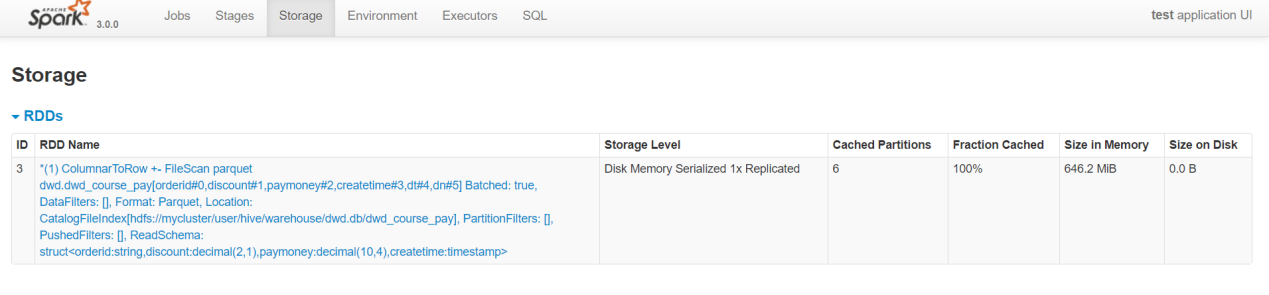 APACHE Spark 3.0.0 Jobs Stages Storage Environment Executors SQL test application UI
Storage
RDDs
ID RDD Name Storage Level Cached Partitions Fraction Cached Size in Memory Size on Disk
3 *(1) ColumnarToRow +- FileScan parquet Disk Memory Serialized 1x Replicated 6 100% 646.2 MiB 0.0 B
dwd.dwd_course_pay[orderid#0,discount#1,paymoney#2,createtime#3,dt#4,dn#5] Batched: true,
DataFilters: [], Format: Parquet, Location:
CatalogFileIndex[hdfs://mycluster/user/hive/warehouse/dwd.db/dwd_course_pay], PartitionFilters: [],
PushedFilters: [], ReadSchema:
struct<orderid:string,discount:decimal(2,1),paymoney:decimal(10,4),createtime:timestamp>